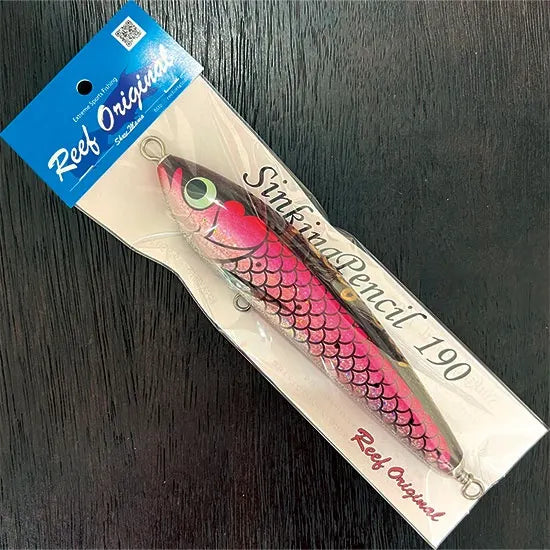 Extreme Sports Fishing
Reef Original
SinkingPencil 190
Reef Original